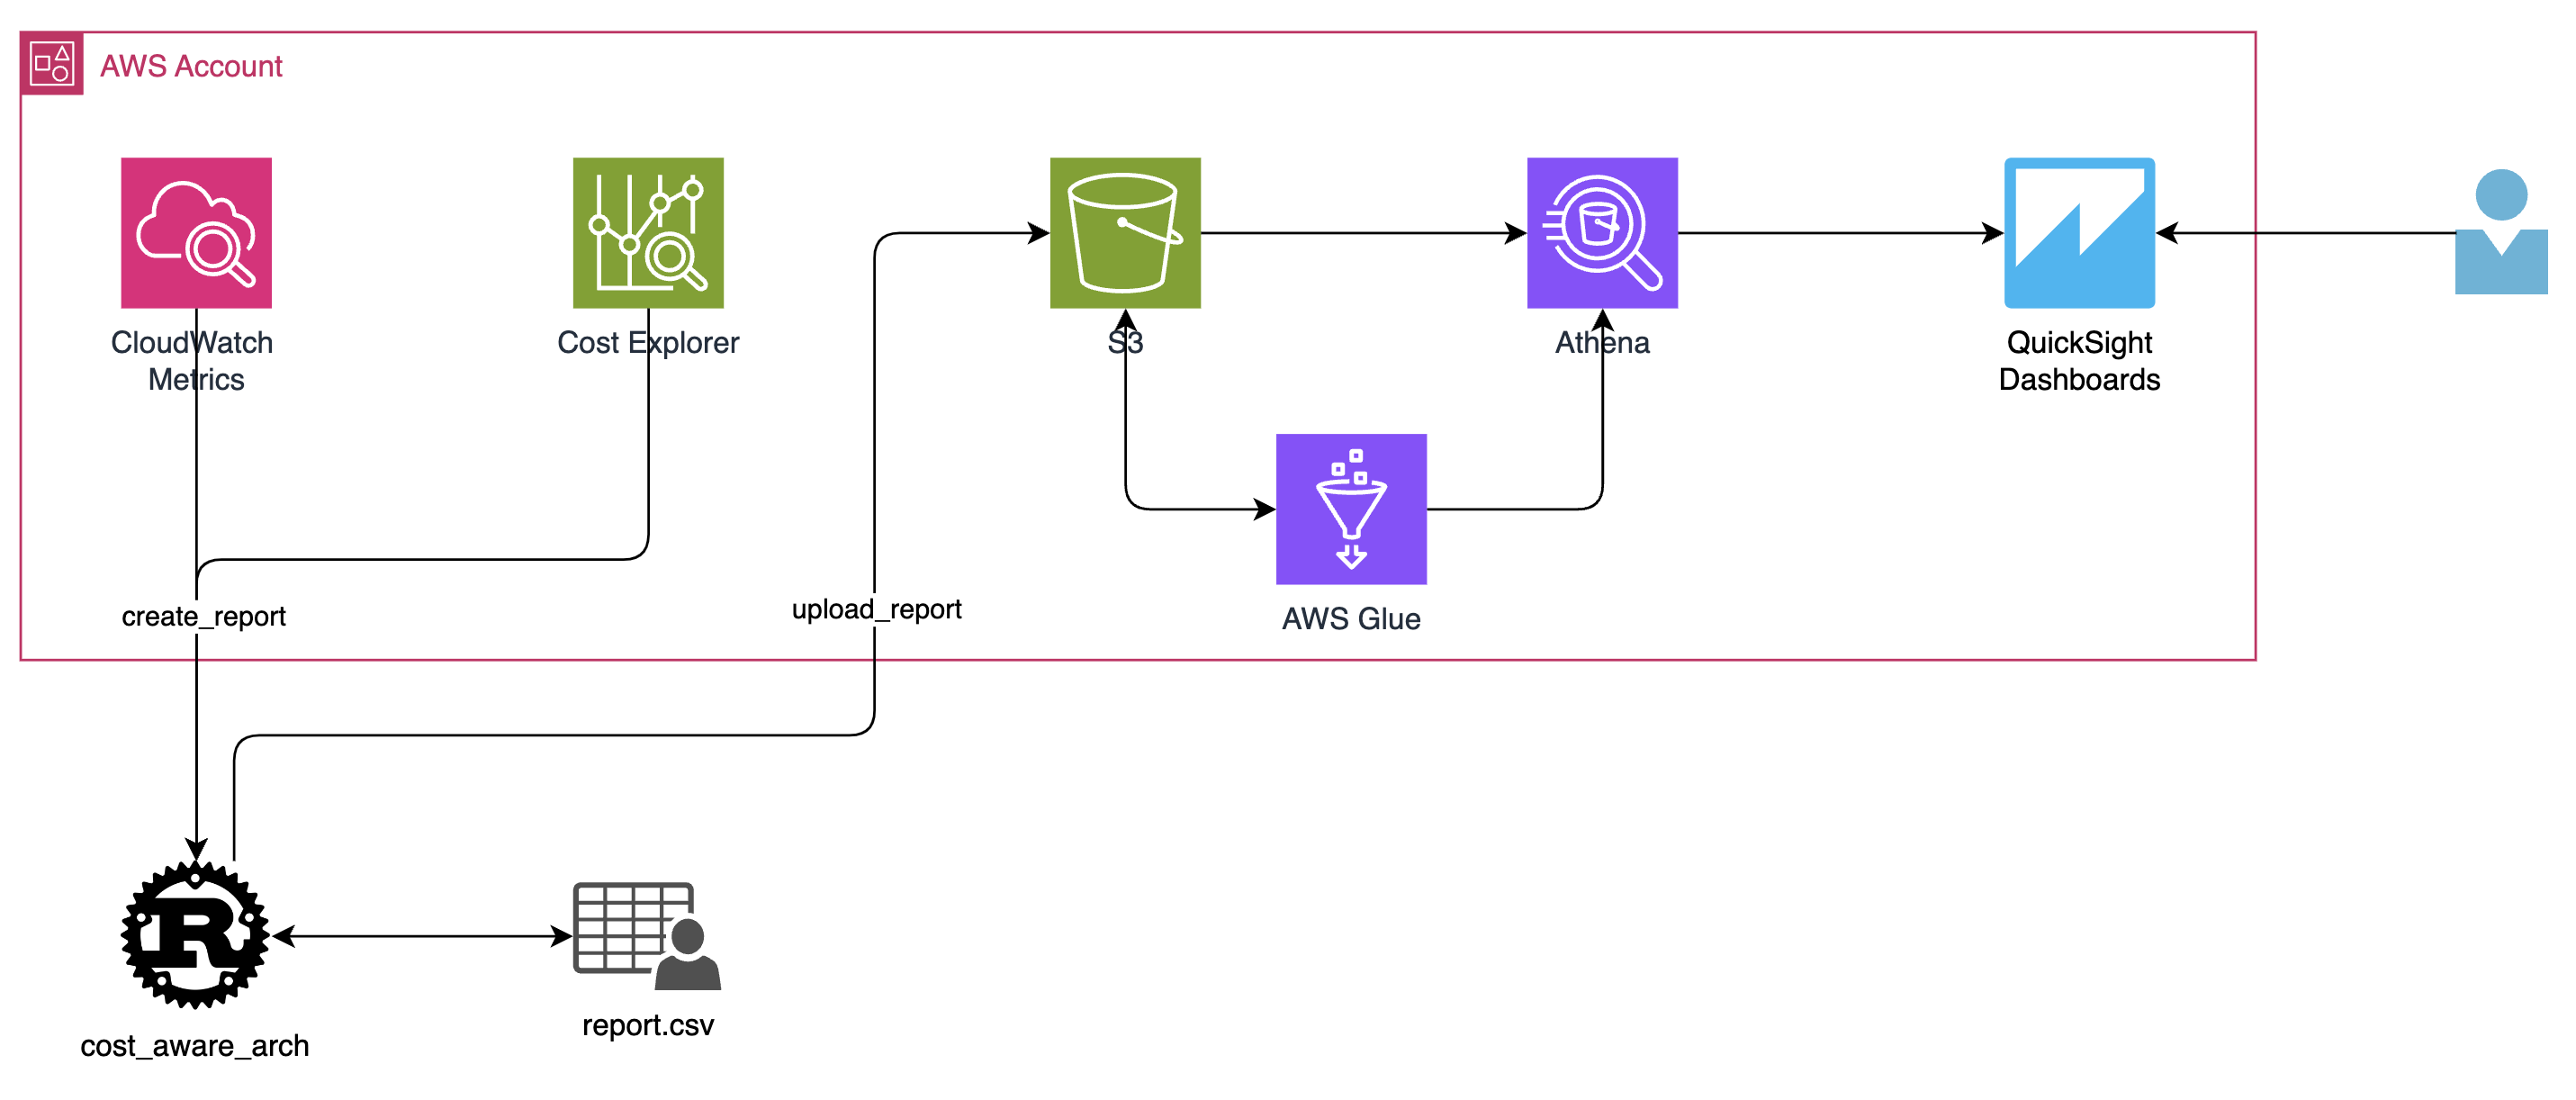 AWS Account
CloudWatch
Metrics
Cost Explorer
S3
Athena
QuickSight
Dashboards
create_report
upload_report
AWS Glue
R
cost_aware_arch
report.csv